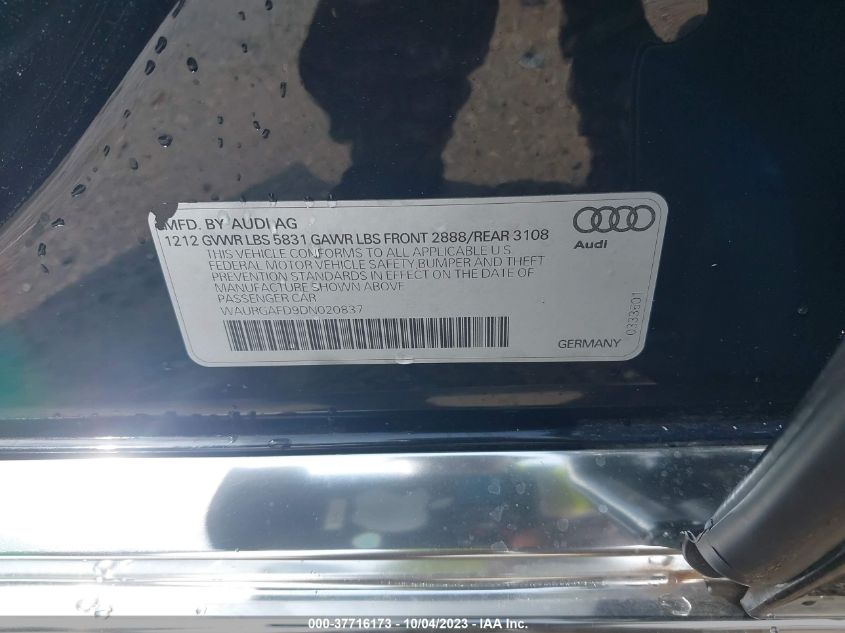 MFD. BY AUDI AG
1212 GVWR LBS 5831 GAWR LBS FRONT 2888/REAR 3108
THIS VEHICLE CONFORMS TO ALL APPLICABLE U.S.
FEDERAL MOTOR VEHICLE SAFETY BUMPER AND THEFT
PREVENTION STANDARDS IN EFFECT ON THE DATE OF
MANUFACTURE SHOWN ABOVE
PASSENGER CAR
WAURGAFD9DN020837
Audi
0333801
GERMANY
000-37716173 - 10/04/2023 - IAA Inc.